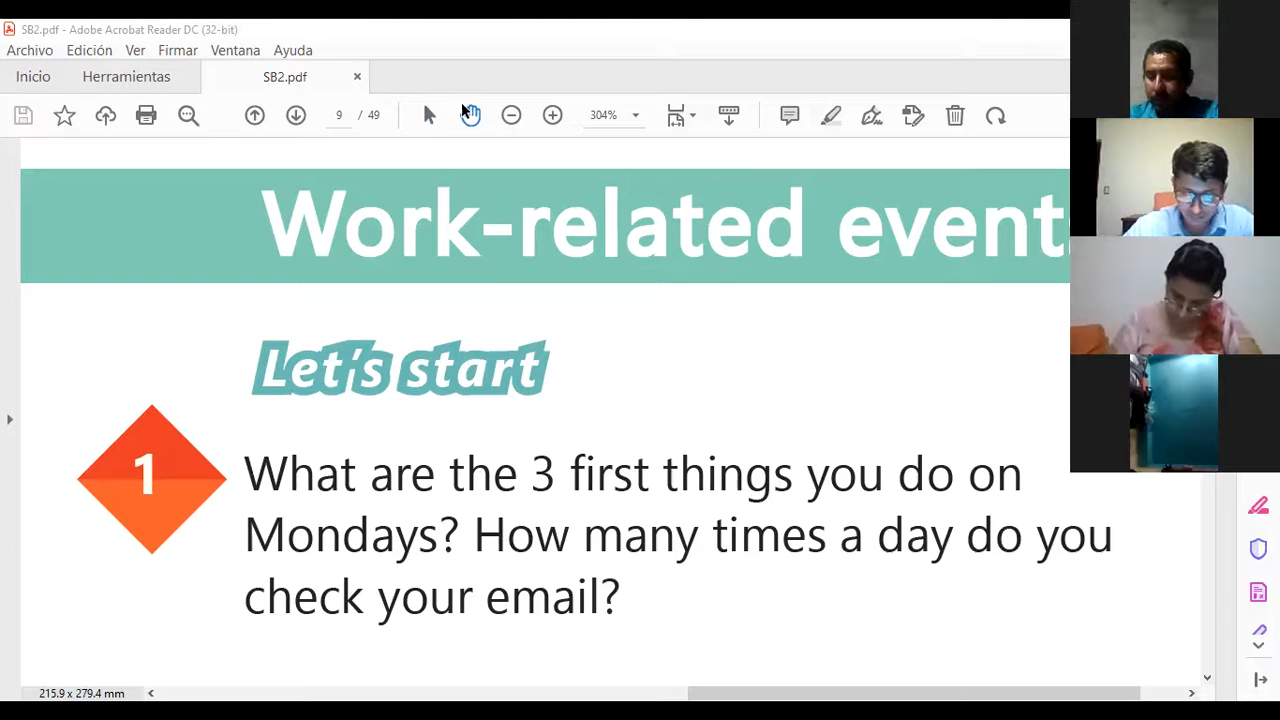 SB2.pdf - Adobe Acrobat Reader DC (32-bit)
Archivo Edición Ver Firmar Ventana Ayuda
Inicio Herramientas SB2.pdf ×
9 / 49 304%
Work-related event
Let's start
1
What are the 3 first things you do on
Mondays? How many times a day do you
check your email?
215.9 x 279.4 mm